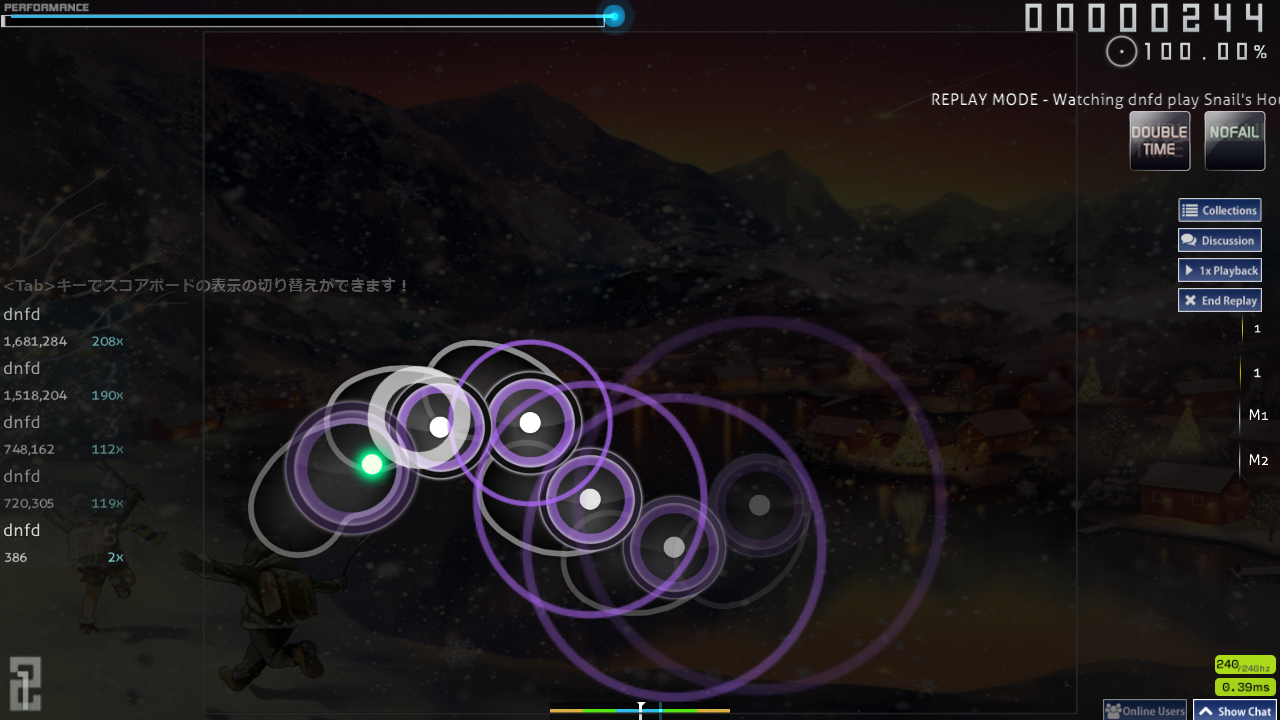 PERFORMANCE
00000244
100.00%
REPLAY MODE - Watching dnfd play Snail's Hou
DOUBLE TIME
NOFAIL
Collections
Discussion
1x Playback
End Replay
<Tab>キーでスコアボードの表示の切り替えができます！
dnfd
1,681,284 208x
dnfd
1,518,204 190x
dnfd
748,162 112x
dnfd
720,305 119x
dnfd
386 2x
1
1
M1
M2
240/240hz
0.39ms
Online Users
Show Chat